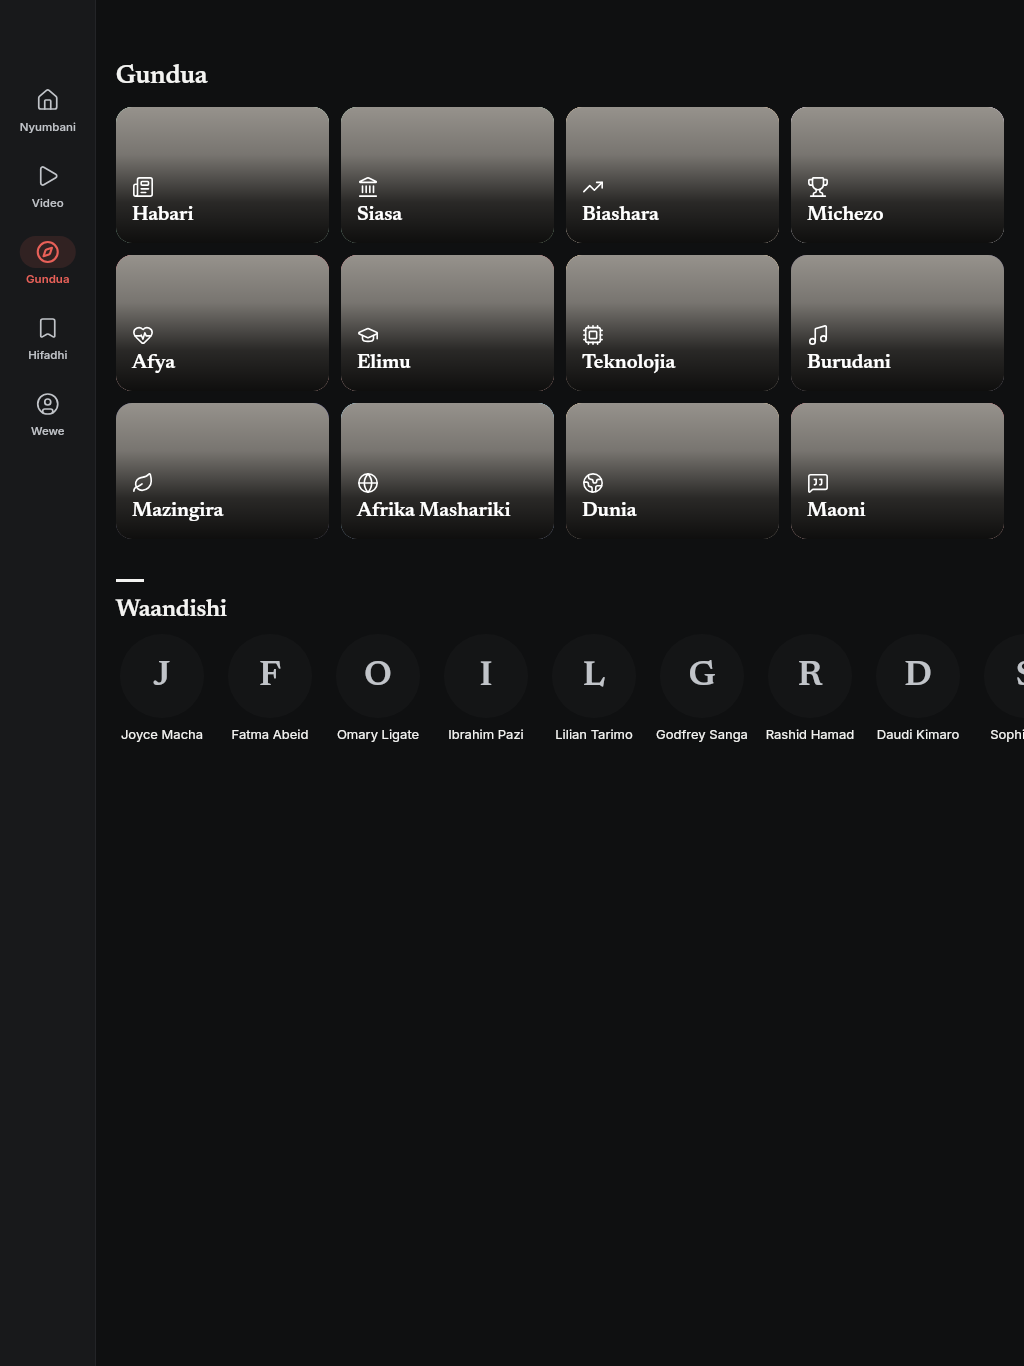 Nyumbani
Video
Gundua
Hifadhi
Wewe
Gundua
Habari
Siasa
Biashara
Michezo
Afya
Elimu
Teknolojia
Burudani
Mazingira
Afrika Mashariki
Dunia
Maoni
Waandishi
J
F
O
I
L
G
R
D
S
Joyce Macha
Fatma Abeid
Omary Ligate
Ibrahim Pazi
Lilian Tarimo
Godfrey Sanga
Rashid Hamad
Daudi Kimaro